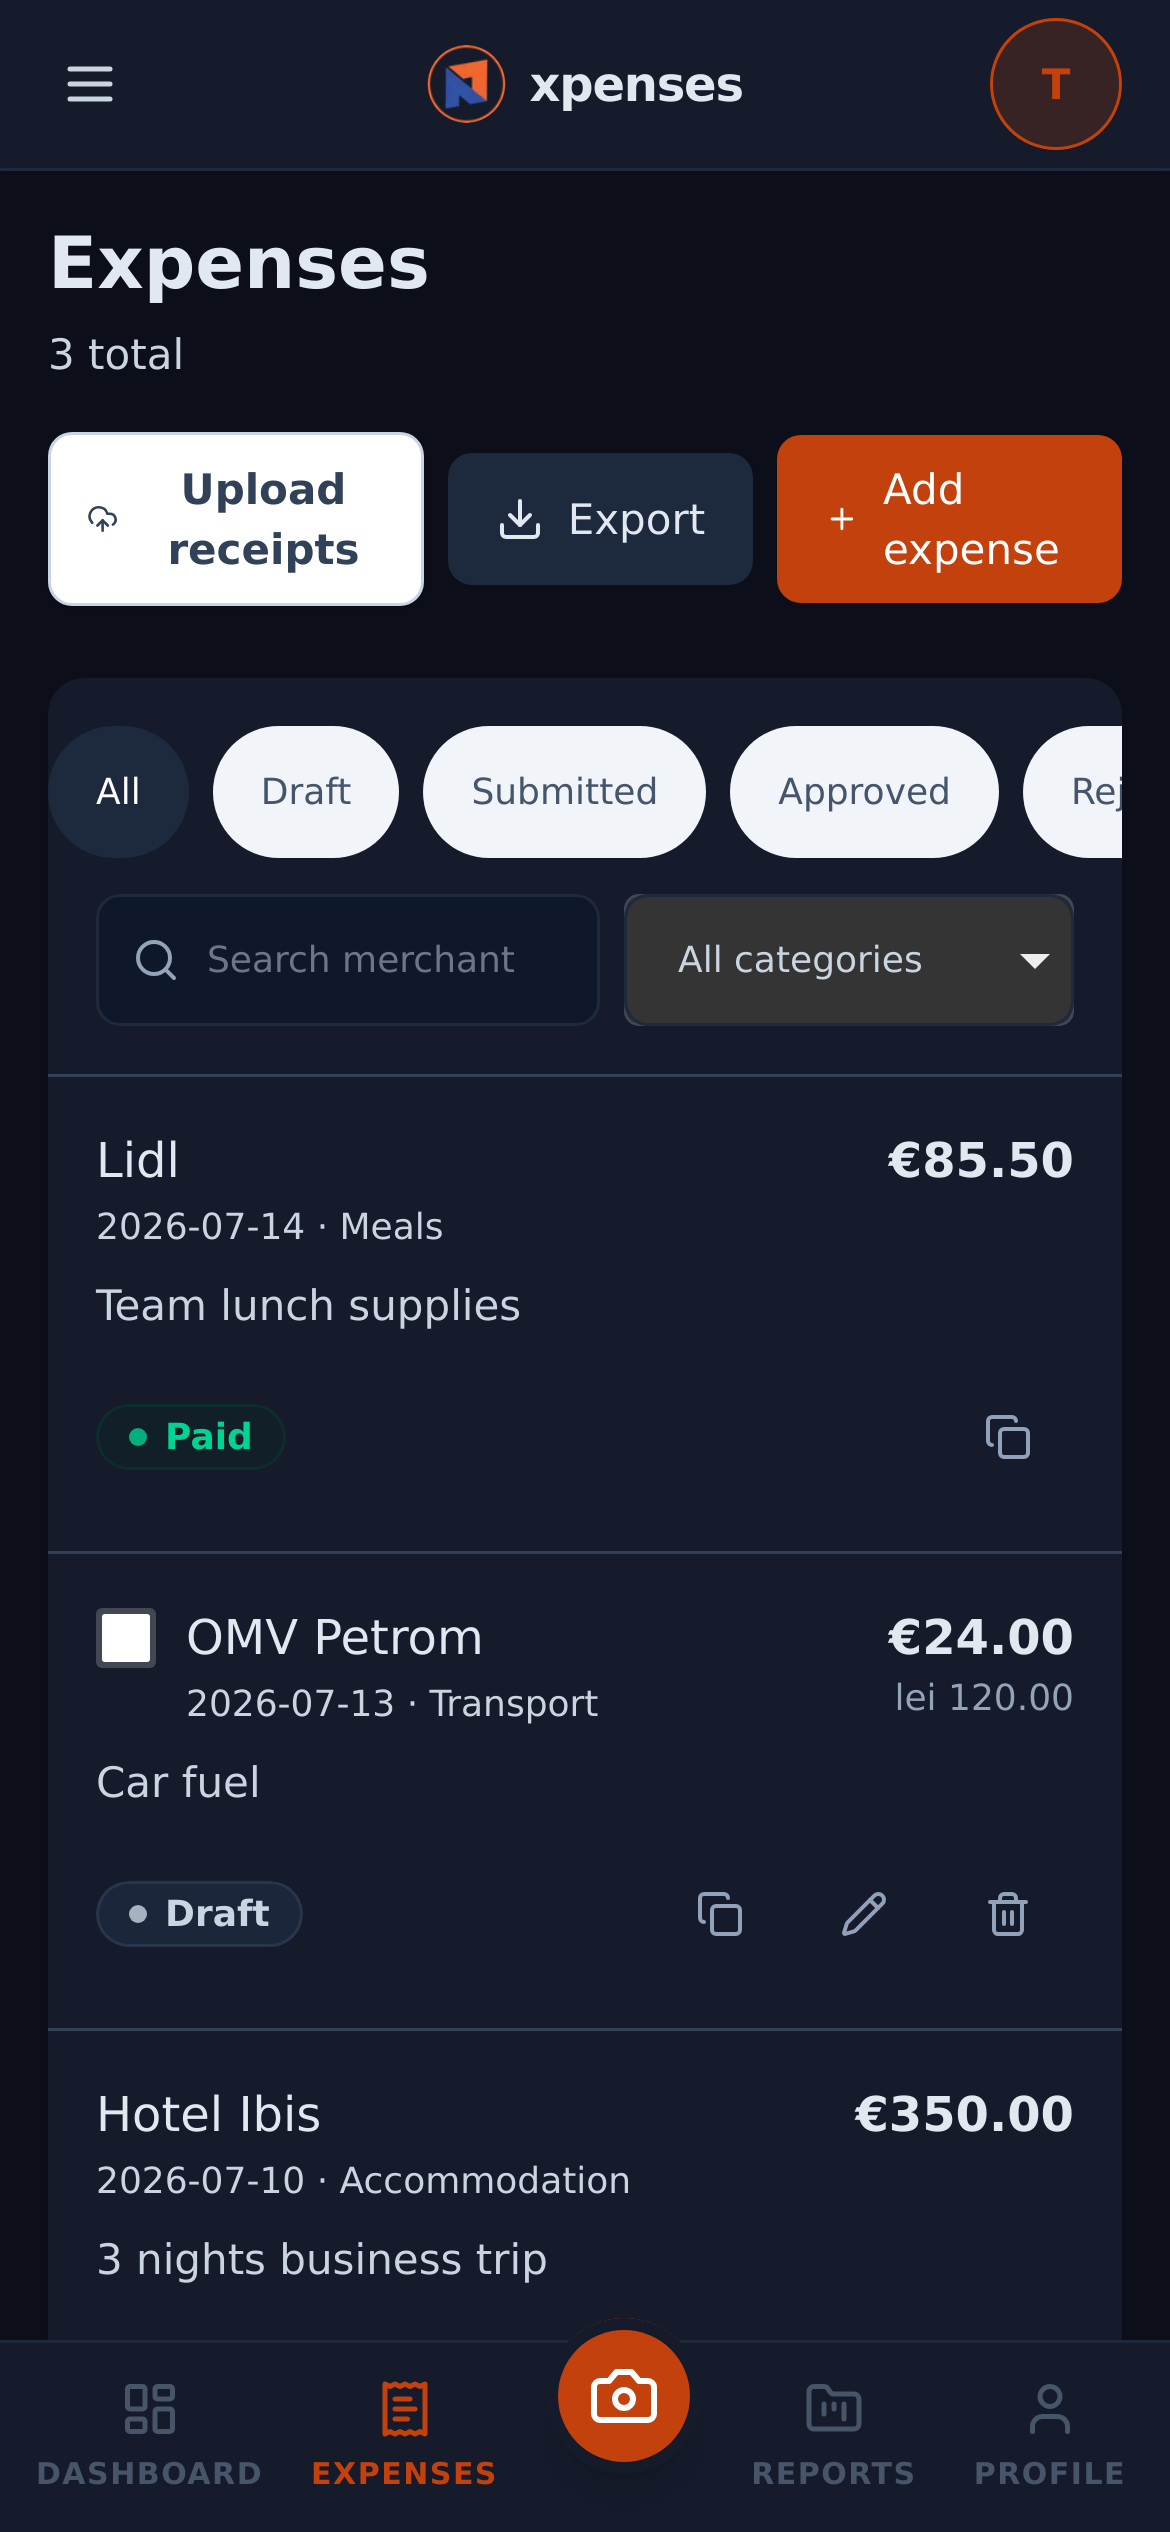 xpenses
T
Expenses
3 total
Upload
receipts
Export
Add
expense
All
Draft
Submitted
Approved
Rej
Search merchant
All categories
Lidl
€85.50
2026-07-14 · Meals
Team lunch supplies
Paid
OMV Petrom
€24.00
2026-07-13 · Transport
lei 120.00
Car fuel
Draft
Hotel Ibis
€350.00
2026-07-10 · Accommodation
3 nights business trip
DASHBOARD
EXPENSES
REPORTS
PROFILE